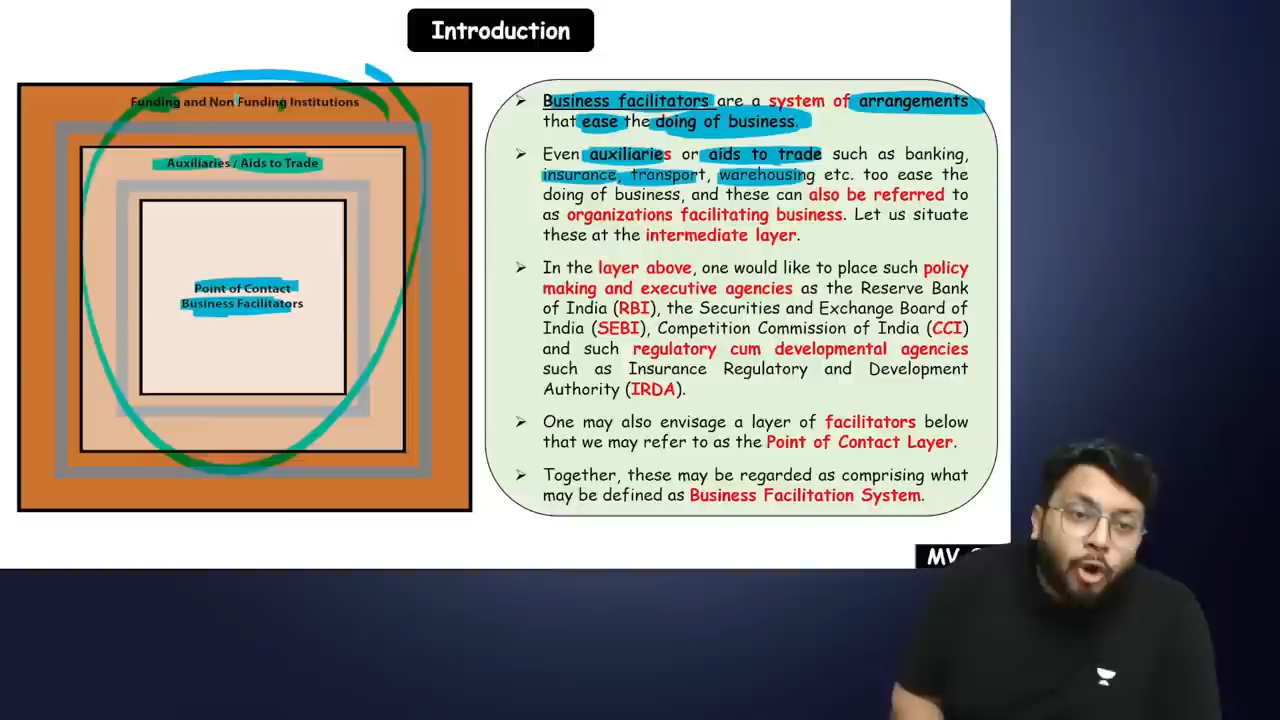 Introduction
Funding and Non Funding Institutions
Auxiliaries / Aids to Trade
Point of Contact
Business Facilitators
➢ Business facilitators are a system of arrangements
that ease the doing of business.
➢ Even auxiliaries or aids to trade such as banking,
insurance, transport, warehousing etc. too ease the
doing of business, and these can also be referred to
as organizations facilitating business. Let us situate
these at the intermediate layer.
➢ In the layer above, one would like to place such policy
making and executive agencies as the Reserve Bank
of India (RBI), the Securities and Exchange Board of
India (SEBI), Competition Commission of India (CCI)
and such regulatory cum developmental agencies
such as Insurance Regulatory and Development
Authority (IRDA).
➢ One may also envisage a layer of facilitators below
that we may refer to as the Point of Contact Layer.
➢ Together, these may be regarded as comprising what
may be defined as Business Facilitation System.
MV